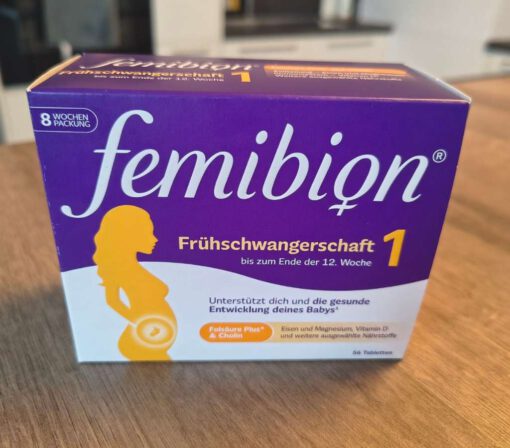 femibion®
Frühschwangerschaft 1
bis zum Ende der 12. Woche
8 WOCHEN
PACKUNG
femibion®
Frühschwangerschaft 1
bis zum Ende der 12. Woche
Unterstützt dich und die gesunde
Entwicklung deines Babys¹
Folsäure Plus®
& Cholin
Eisen und Magnesium, Vitamin D
und weitere ausgewählte Nährstoffe
56 Tabletten